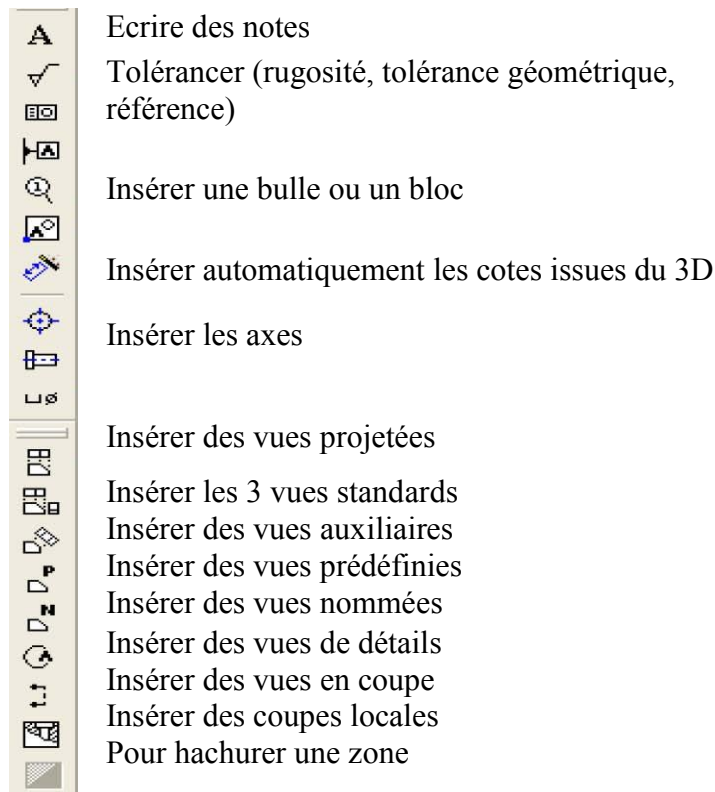 Ecrire des notes
Tolérancer (rugosité, tolérance géométrique,
référence)
Insérer une bulle ou un bloc
Insérer automatiquement les cotes issues du 3D
Insérer les axes
Insérer des vues projetées
Insérer les 3 vues standards
Insérer des vues auxiliaires
Insérer des vues prédéfinies
Insérer des vues nommées
Insérer des vues de détails
Insérer des vues en coupe
Insérer des coupes locales
Pour hachurer une zone